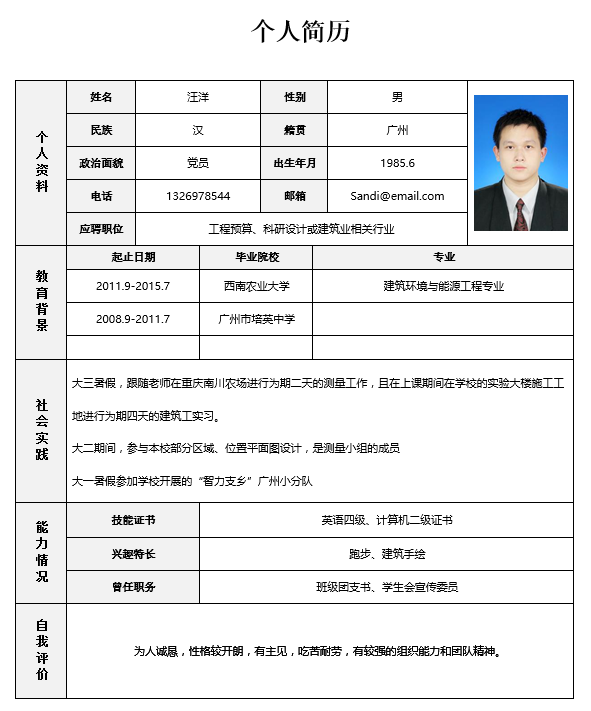 个人简历
个人资料
姓名 汪洋 性别 男
民族 汉 籍贯 广州
政治面貌 党员 出生年月 1985.6
电话 1326978544 邮箱 Sandi@email.com
应聘职位 工程预算、科研设计或建筑业相关行业
教育背景
起止日期 毕业院校 专业
2011.9-2015.7 西南农业大学 建筑环境与能源工程专业
2008.9-2011.7 广州市培英中学
社会实践
大三暑假，跟随老师在重庆南川农场进行为期二天的测量工作，且在上课期间在学校的实验大楼施工工
地进行为期四天的建筑工实习。
大二期间，参与本校部分区域、位置平面图设计，是测量小组的成员
大一暑假参加学校开展的“智力支乡”广州小分队
能力情况
技能证书 英语四级、计算机二级证书
兴趣特长 跑步、建筑手绘
曾任职务 班级团支书、学生会宣传委员
自我评价
为人诚恳，性格较开朗，有主见，吃苦耐劳，有较强的组织能力和团队精神。